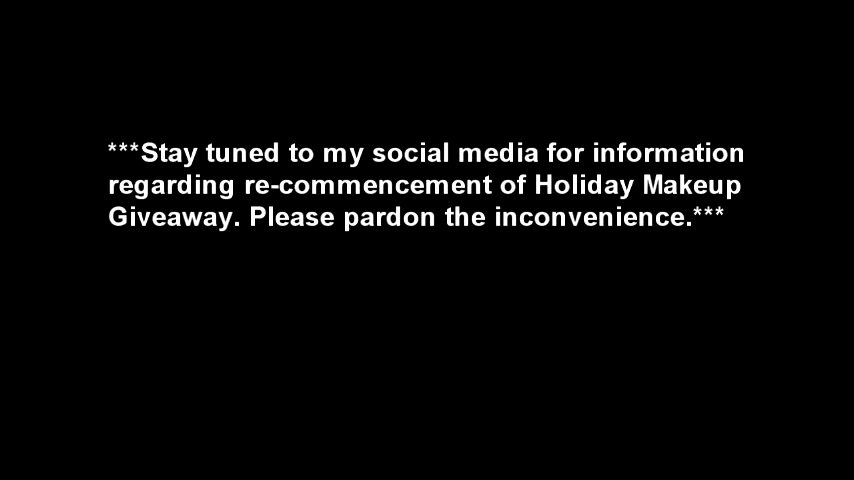 ***Stay tuned to my social media for information
regarding re-commencement of Holiday Makeup
Giveaway. Please pardon the inconvenience.***